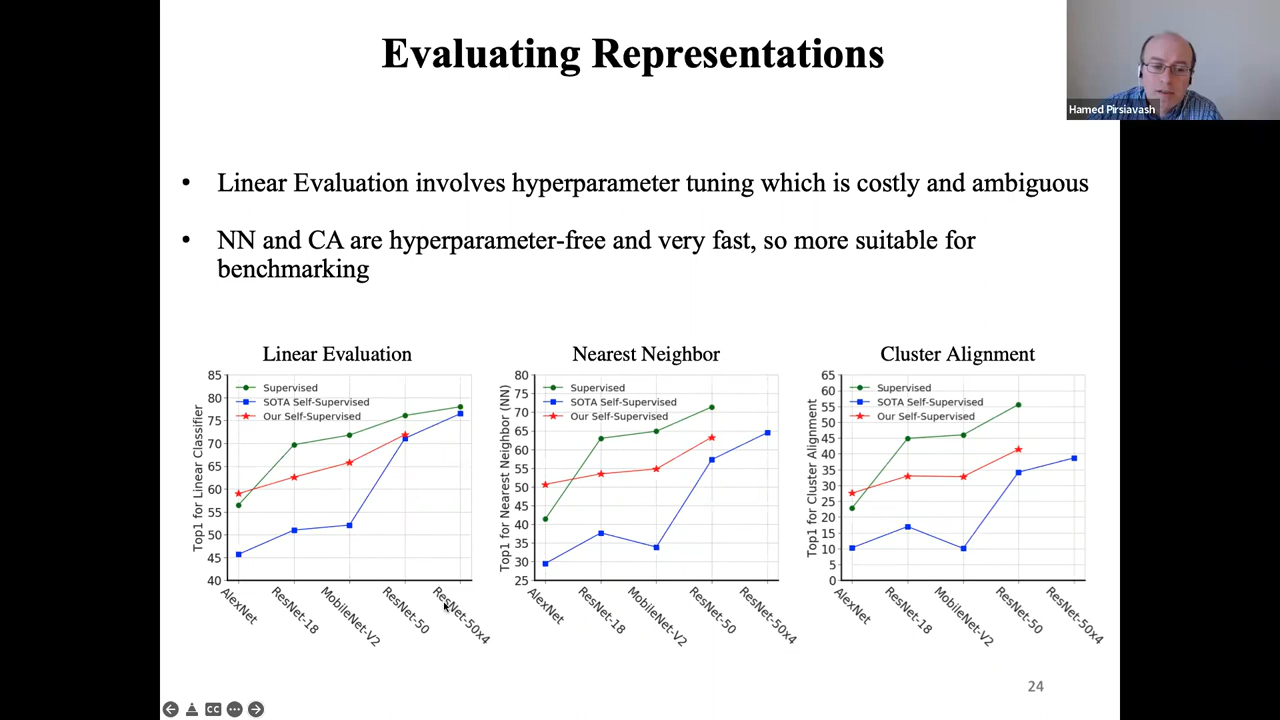 Evaluating Representations
Hamed Pirsiavash
• Linear Evaluation involves hyperparameter tuning which is costly and ambiguous
• NN and CA are hyperparameter-free and very fast, so more suitable for
benchmarking
Linear Evaluation
Top1 for Linear Classifier
85
80
75
70
65
60
55
50
45
40
Supervised
SOTA Self-Supervised
Our Self-Supervised
AlexNet
ResNet-18
MobileNet-V2
ResNet-50
ResNet-50x4
Nearest Neighbor
Top1 for Nearest Neighbor (NN)
80
75
70
65
60
55
50
45
40
35
30
25
Supervised
SOTA Self-Supervised
Our Self-Supervised
AlexNet
ResNet-18
MobileNet-V2
ResNet-50
ResNet-50x4
Cluster Alignment
Top1 for Cluster Alignment
65
60
55
50
45
40
35
30
25
20
15
10
5
0
Supervised
SOTA Self-Supervised
Our Self-Supervised
AlexNet
ResNet-18
MobileNet-V2
ResNet-50
ResNet-50x4
24
CC